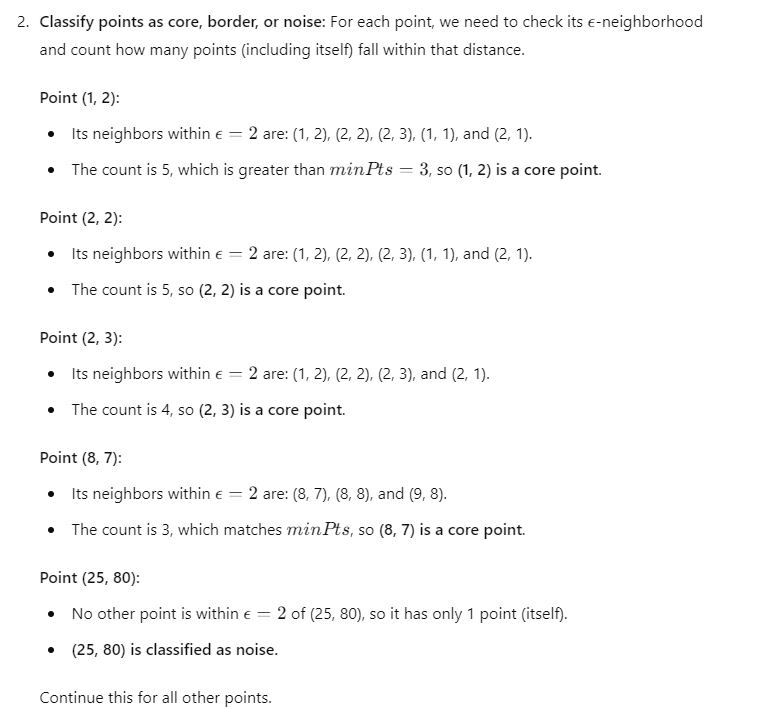 2. Classify points as core, border, or noise: For each point, we need to check its ϵ-neighborhood
and count how many points (including itself) fall within that distance.
Point (1, 2):
• Its neighbors within ϵ = 2 are: (1, 2), (2, 2), (2, 3), (1, 1), and (2, 1).
• The count is 5, which is greater than minPts = 3, so (1, 2) is a core point.
Point (2, 2):
• Its neighbors within ϵ = 2 are: (1, 2), (2, 2), (2, 3), (1, 1), and (2, 1).
• The count is 5, so (2, 2) is a core point.
Point (2, 3):
• Its neighbors within ϵ = 2 are: (1, 2), (2, 2), (2, 3), and (2, 1).
• The count is 4, so (2, 3) is a core point.
Point (8, 7):
• Its neighbors within ϵ = 2 are: (8, 7), (8, 8), and (9, 8).
• The count is 3, which matches minPts, so (8, 7) is a core point.
Point (25, 80):
• No other point is within ϵ = 2 of (25, 80), so it has only 1 point (itself).
• (25, 80) is classified as noise.
Continue this for all other points.